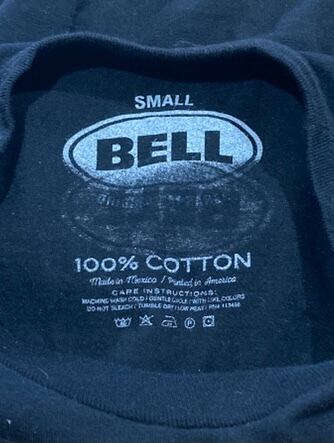 SMALL
BELL
100% COTTON
Made in Mexico / Printed in America
CARE INSTRUCTIONS:
MACHINE WASH COLD / GENTLE CYCLE / WITH LIKE COLORS
DO NOT BLEACH / TUMBLE DRY / LOW HEAT / RN#